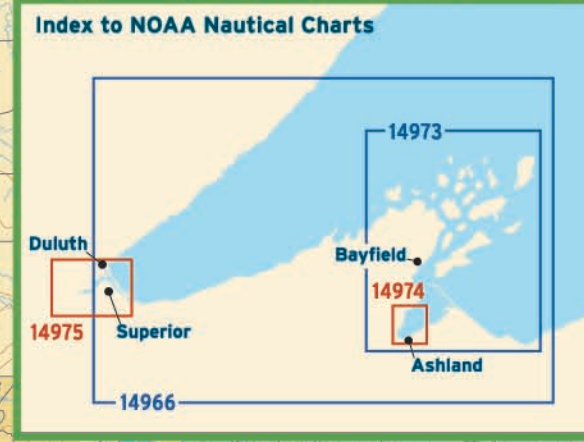 Index to NOAA Nautical Charts
14973
Duluth
Bayfield
14974
14975
Superior
Ashland
14966